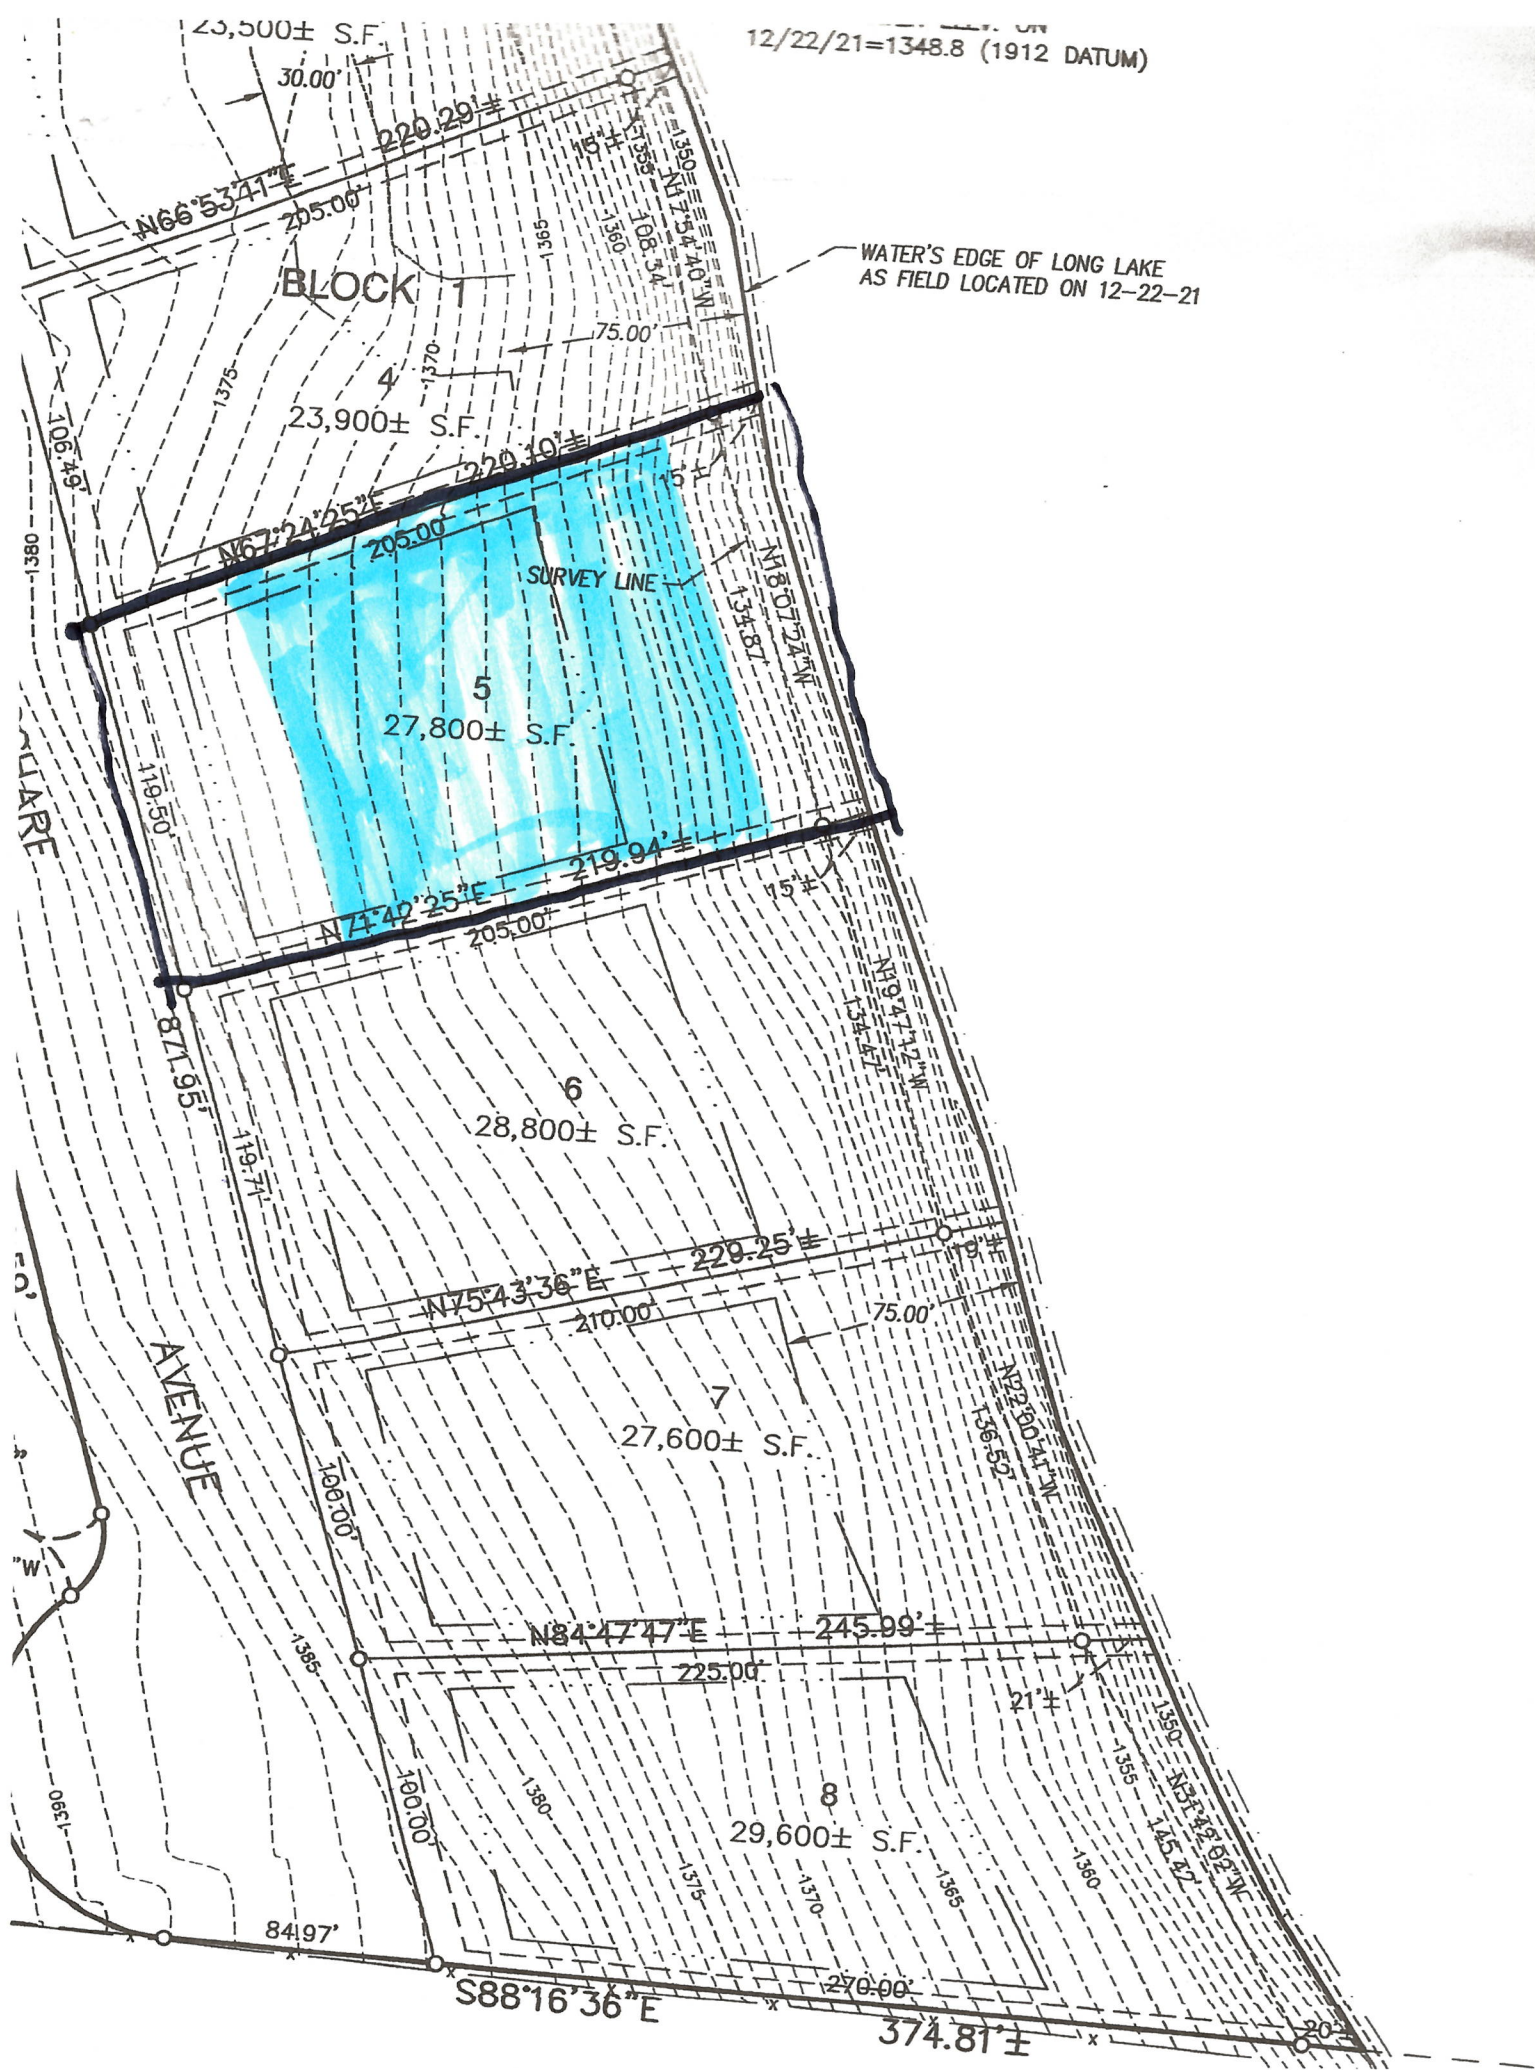 23,500± S.F.
12/22/21=1348.8 (1912 DATUM)
30.00'
220.29'±
N66°53'41"E
205.00'
15'±
1355
1350
N17°54'40"W
108.34'
1360
1365
WATER'S EDGE OF LONG LAKE
AS FIELD LOCATED ON 12-22-21
BLOCK 1
75.00'
1375
1370
4
23,900± S.F.
106.49'
1380
220.10'±
N67°24'25"E
205.00'
15'±
SURVEY LINE
N18°07'24"W
134.87'
5
27,800± S.F.
119.50'
219.94'±
N71°42'25"E
205.00'
15'±
871.95'
N19°47'12"W
134.47'
6
28,800± S.F.
119.71'
229.25'±
N75°43'36"E
210.00'
19'±
75.00'
AVENUE
7
27,600± S.F.
N22°00'41"W
136.52'
100.00'
"W
N84°47'47"E
245.99'±
225.00'
21'±
1385
1350
1355
N31°42'02"W
145.42'
1390
100.00'
1380
8
29,600± S.F.
1375
1370
1365
1360
84.97'
S88°16'36"E
270.00'
374.81'±
20'±